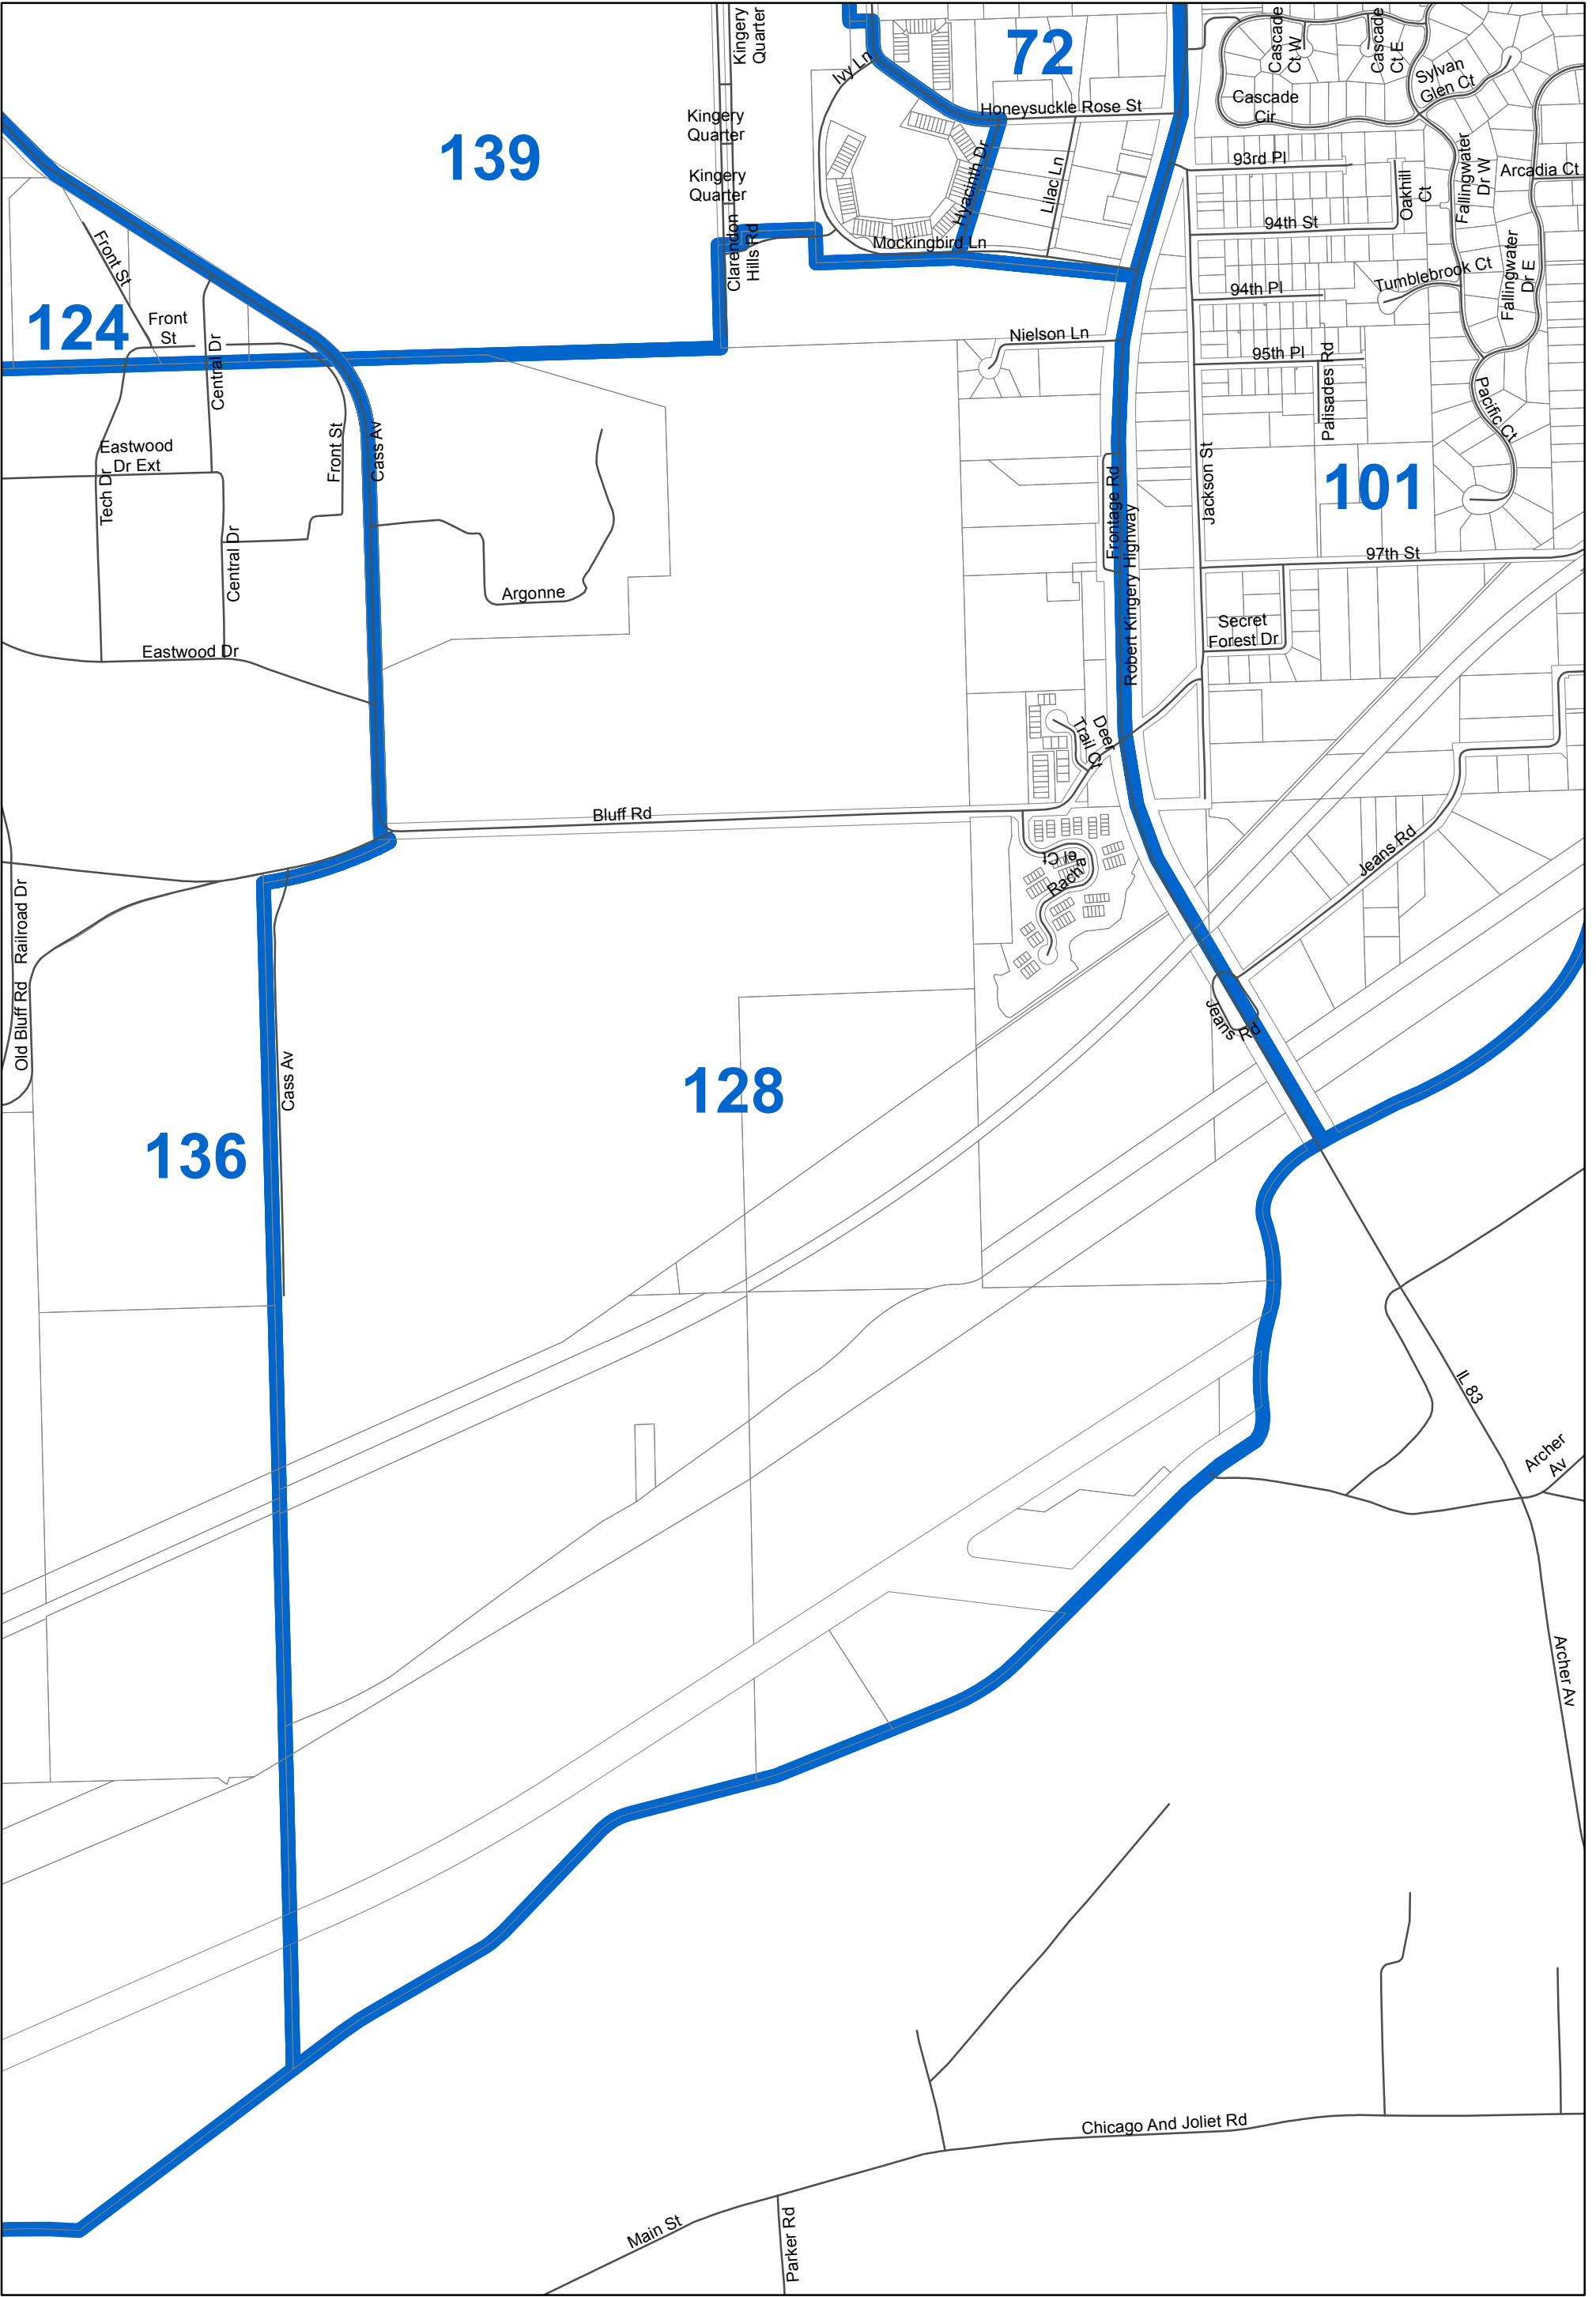 Kingery
Quarter
72
Cascade
Ct W
Cascade
Ct E
Ivy Ln
Sylvan
Glen Ct
Cascade
Cir
Honeysuckle Rose St
Kingery
Quarter
139
93rd Pl
Fallingwater
Dr W
Arcadia Ct
Kingery
Quarter
Hyacinth Dr
Lilac Ln
Oakhill
Ct
94th St
Clarendon
Hills Rd
Mockingbird Ln
Front St
Tumblebrook Ct
Fallingwater
Dr E
94th Pl
124
Front
St
Central Dr
Nielson Ln
95th Pl
Palisades Rd
Pacific Ct
Eastwood
Dr Ext
Front St
Cass Av
Tech Dr
Frontage Rd
Jackson St
101
97th St
Central Dr
Argonne
Robert Kingery Highway
Secret
Forest Dr
Eastwood Dr
Deer
Trail Ct
Bluff Rd
Rachael Ct
Jeans Rd
Railroad Dr
Old Bluff Rd
Jeans Rd
Cass Av
128
136
IL 83
Archer
Av
Archer Av
Chicago And Joliet Rd
Main St
Parker Rd